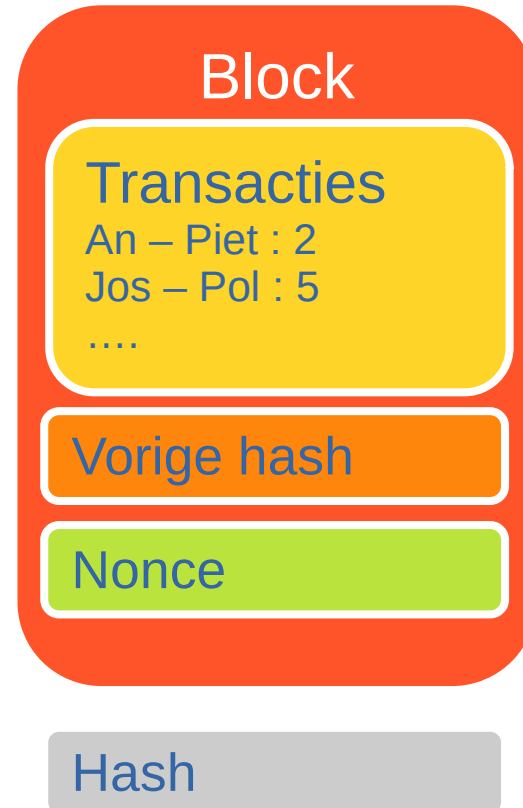 Block
Transacties
An – Piet : 2
Jos – Pol : 5
....
Vorige hash
Nonce
Hash